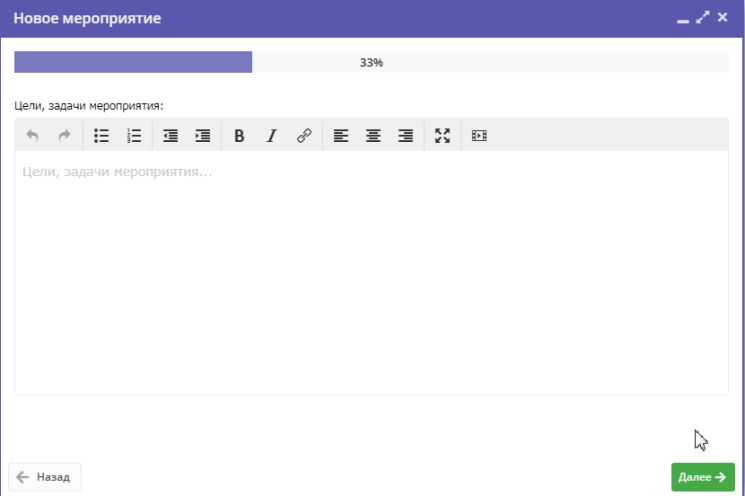 Новое мероприятие
33%
Цели, задачи мероприятия:
B I
Цели, задачи мероприятия...
Назад
Далее